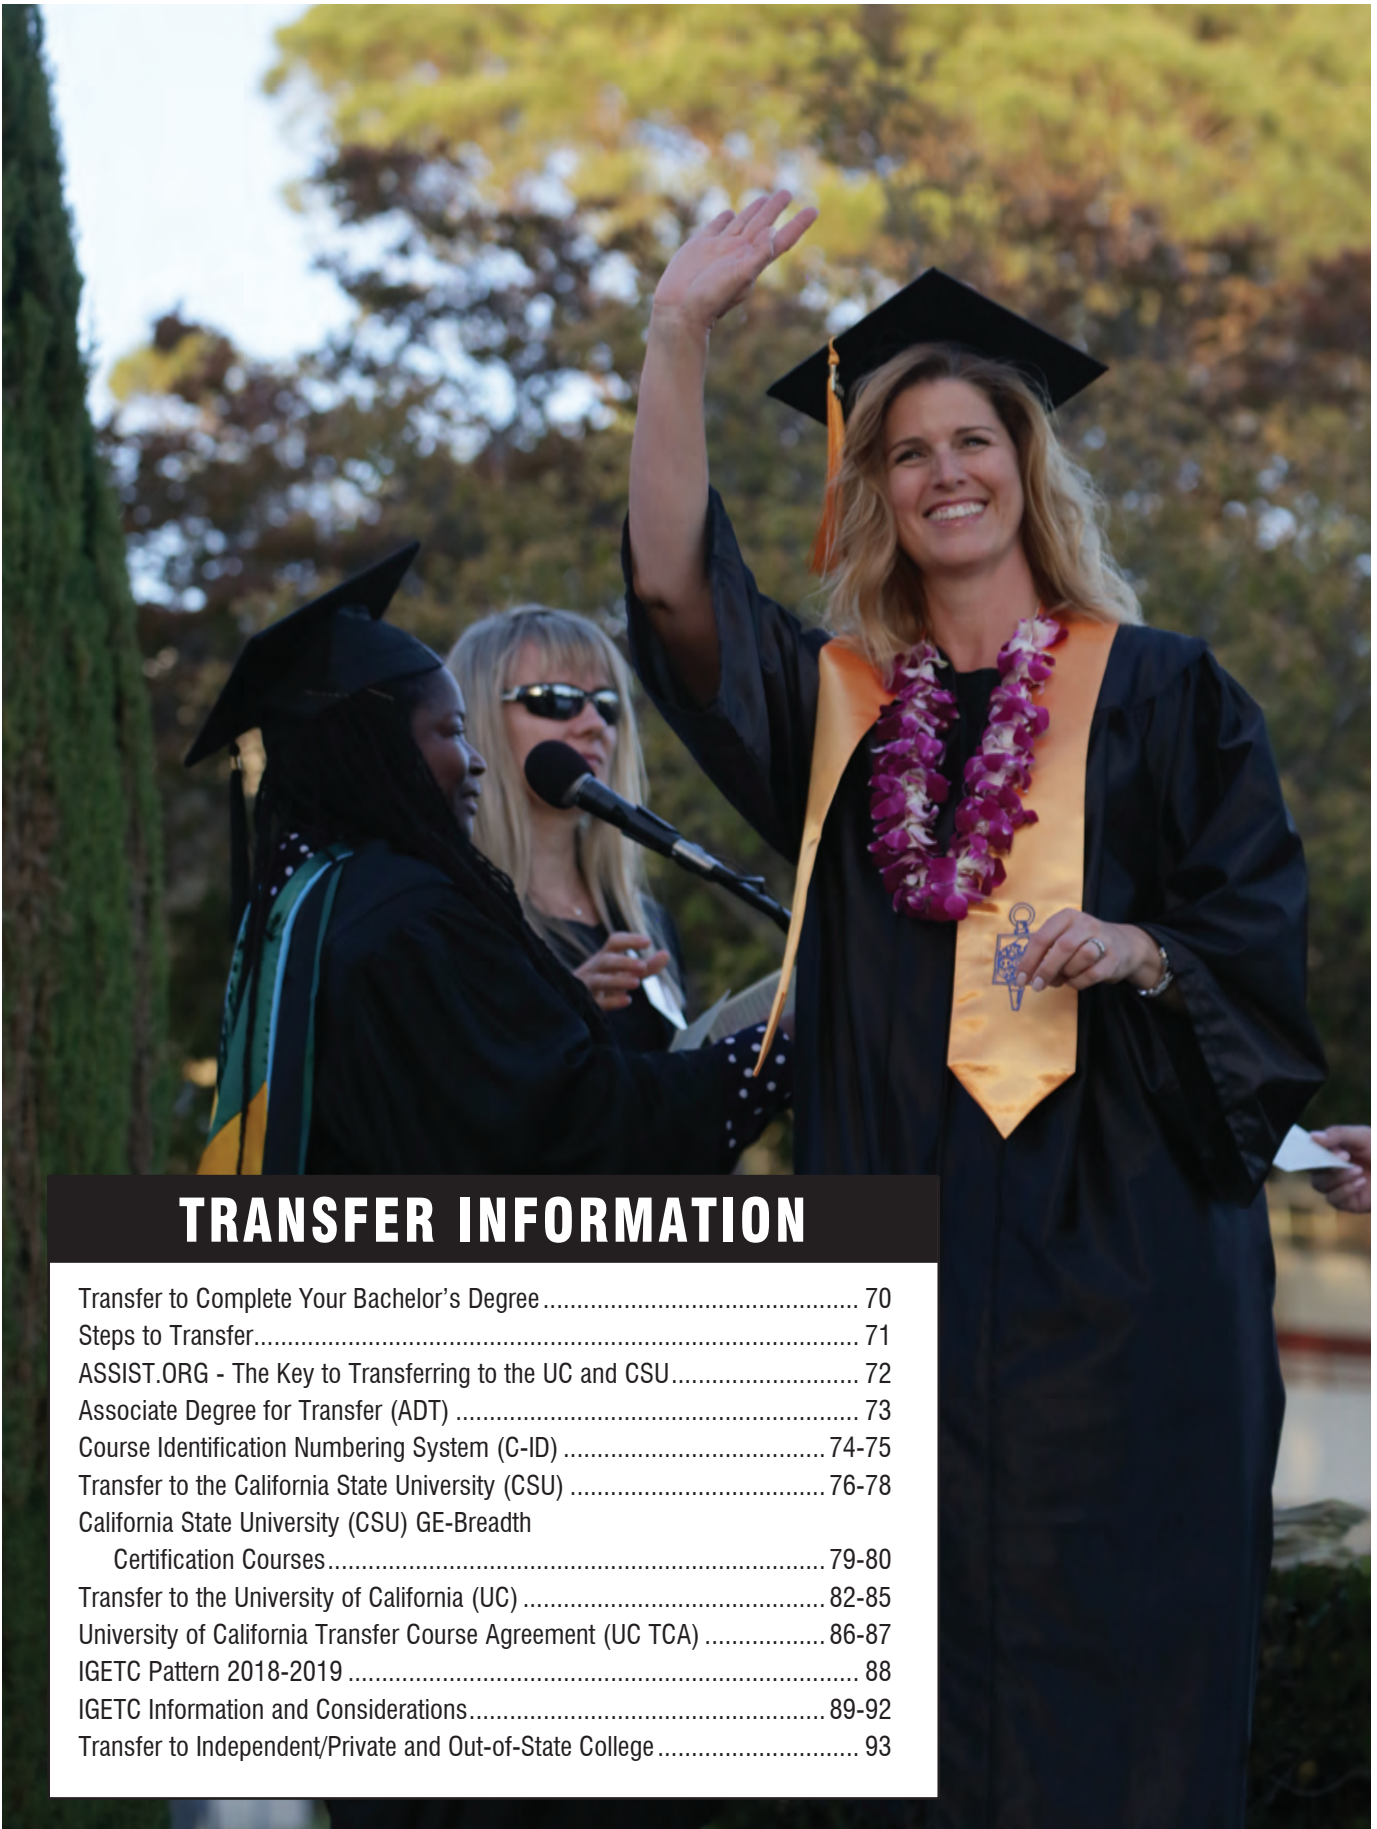 TRANSFER INFORMATION
Transfer to Complete Your Bachelor’s Degree ............................................... 70
Steps to Transfer.......................................................................................... 71
ASSIST.ORG - The Key to Transferring to the UC and CSU............................ 72
Associate Degree for Transfer (ADT) ............................................................ 73
Course Identification Numbering System (C-ID) ....................................... 74-75
Transfer to the California State University (CSU) ...................................... 76-78
California State University (CSU) GE-Breadth
Certification Courses.......................................................................... 79-80
Transfer to the University of California (UC) ............................................. 82-85
University of California Transfer Course Agreement (UC TCA) .................. 86-87
IGETC Pattern 2018-2019 ............................................................................ 88
IGETC Information and Considerations..................................................... 89-92
Transfer to Independent/Private and Out-of-State College .............................. 93